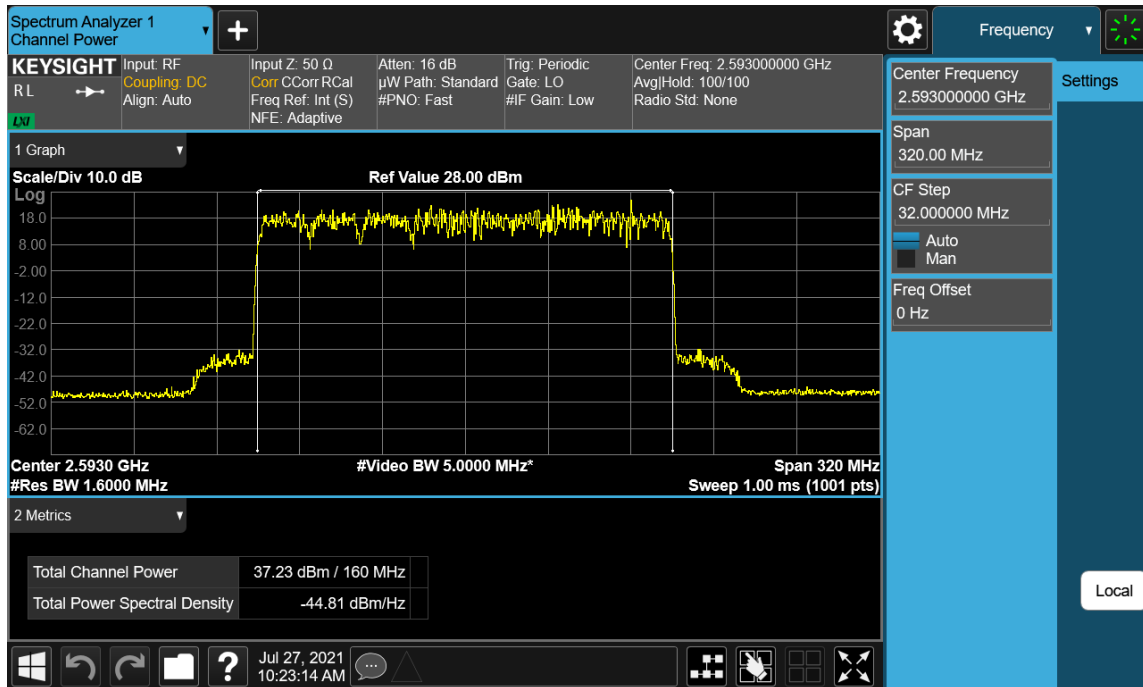 Spectrum Analyzer 1
Channel Power
Frequency
KEYSIGHT
R L
LXI
Input: RF
Coupling: DC
Align: Auto
Input Z: 50 Ω
Corr CCorr RCal
Freq Ref: Int (S)
NFE: Adaptive
Atten: 16 dB
µW Path: Standard
#PNO: Fast
Trig: Periodic
Gate: LO
#IF Gain: Low
Center Freq: 2.593000000 GHz
Avg|Hold: 100/100
Radio Std: None
Center Frequency
2.593000000 GHz
Settings
Span
320.00 MHz
CF Step
32.000000 MHz
Auto
Man
Freq Offset
0 Hz
1 Graph
Scale/Div 10.0 dB
Ref Value 28.00 dBm
Log
18.0
8.00
-2.00
-12.0
-22.0
-32.0
-42.0
-52.0
-62.0
Center 2.5930 GHz
#Video BW 5.0000 MHz*
Span 320 MHz
#Res BW 1.6000 MHz
Sweep 1.00 ms (1001 pts)
2 Metrics
Total Channel Power 37.23 dBm / 160 MHz
Total Power Spectral Density -44.81 dBm/Hz
Local
Jul 27, 2021
10:23:14 AM